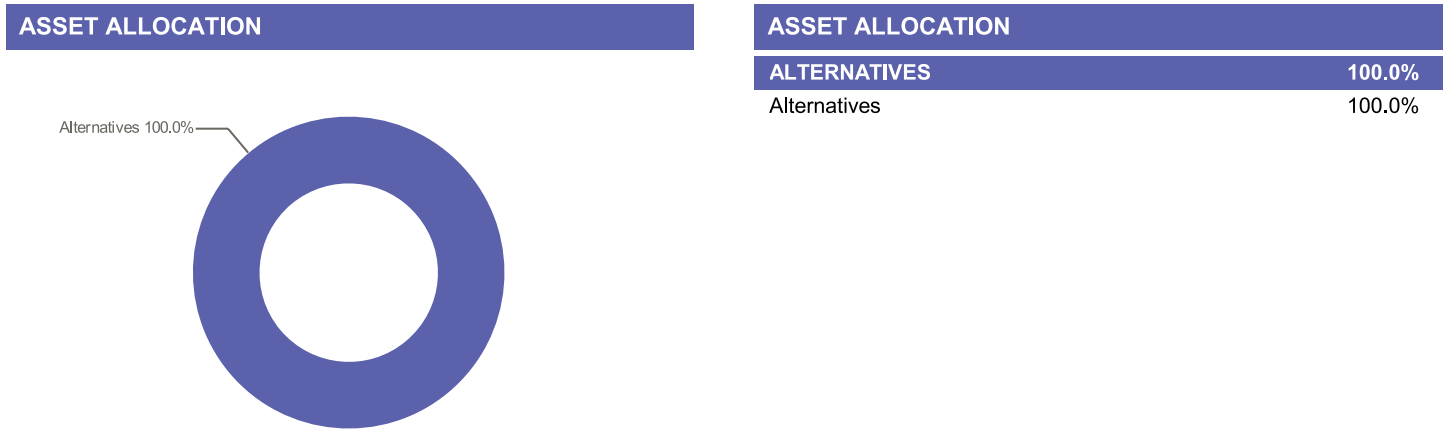 ASSET ALLOCATION
Alternatives 100.0%
ASSET ALLOCATION
ALTERNATIVES 100.0%
Alternatives 100.0%